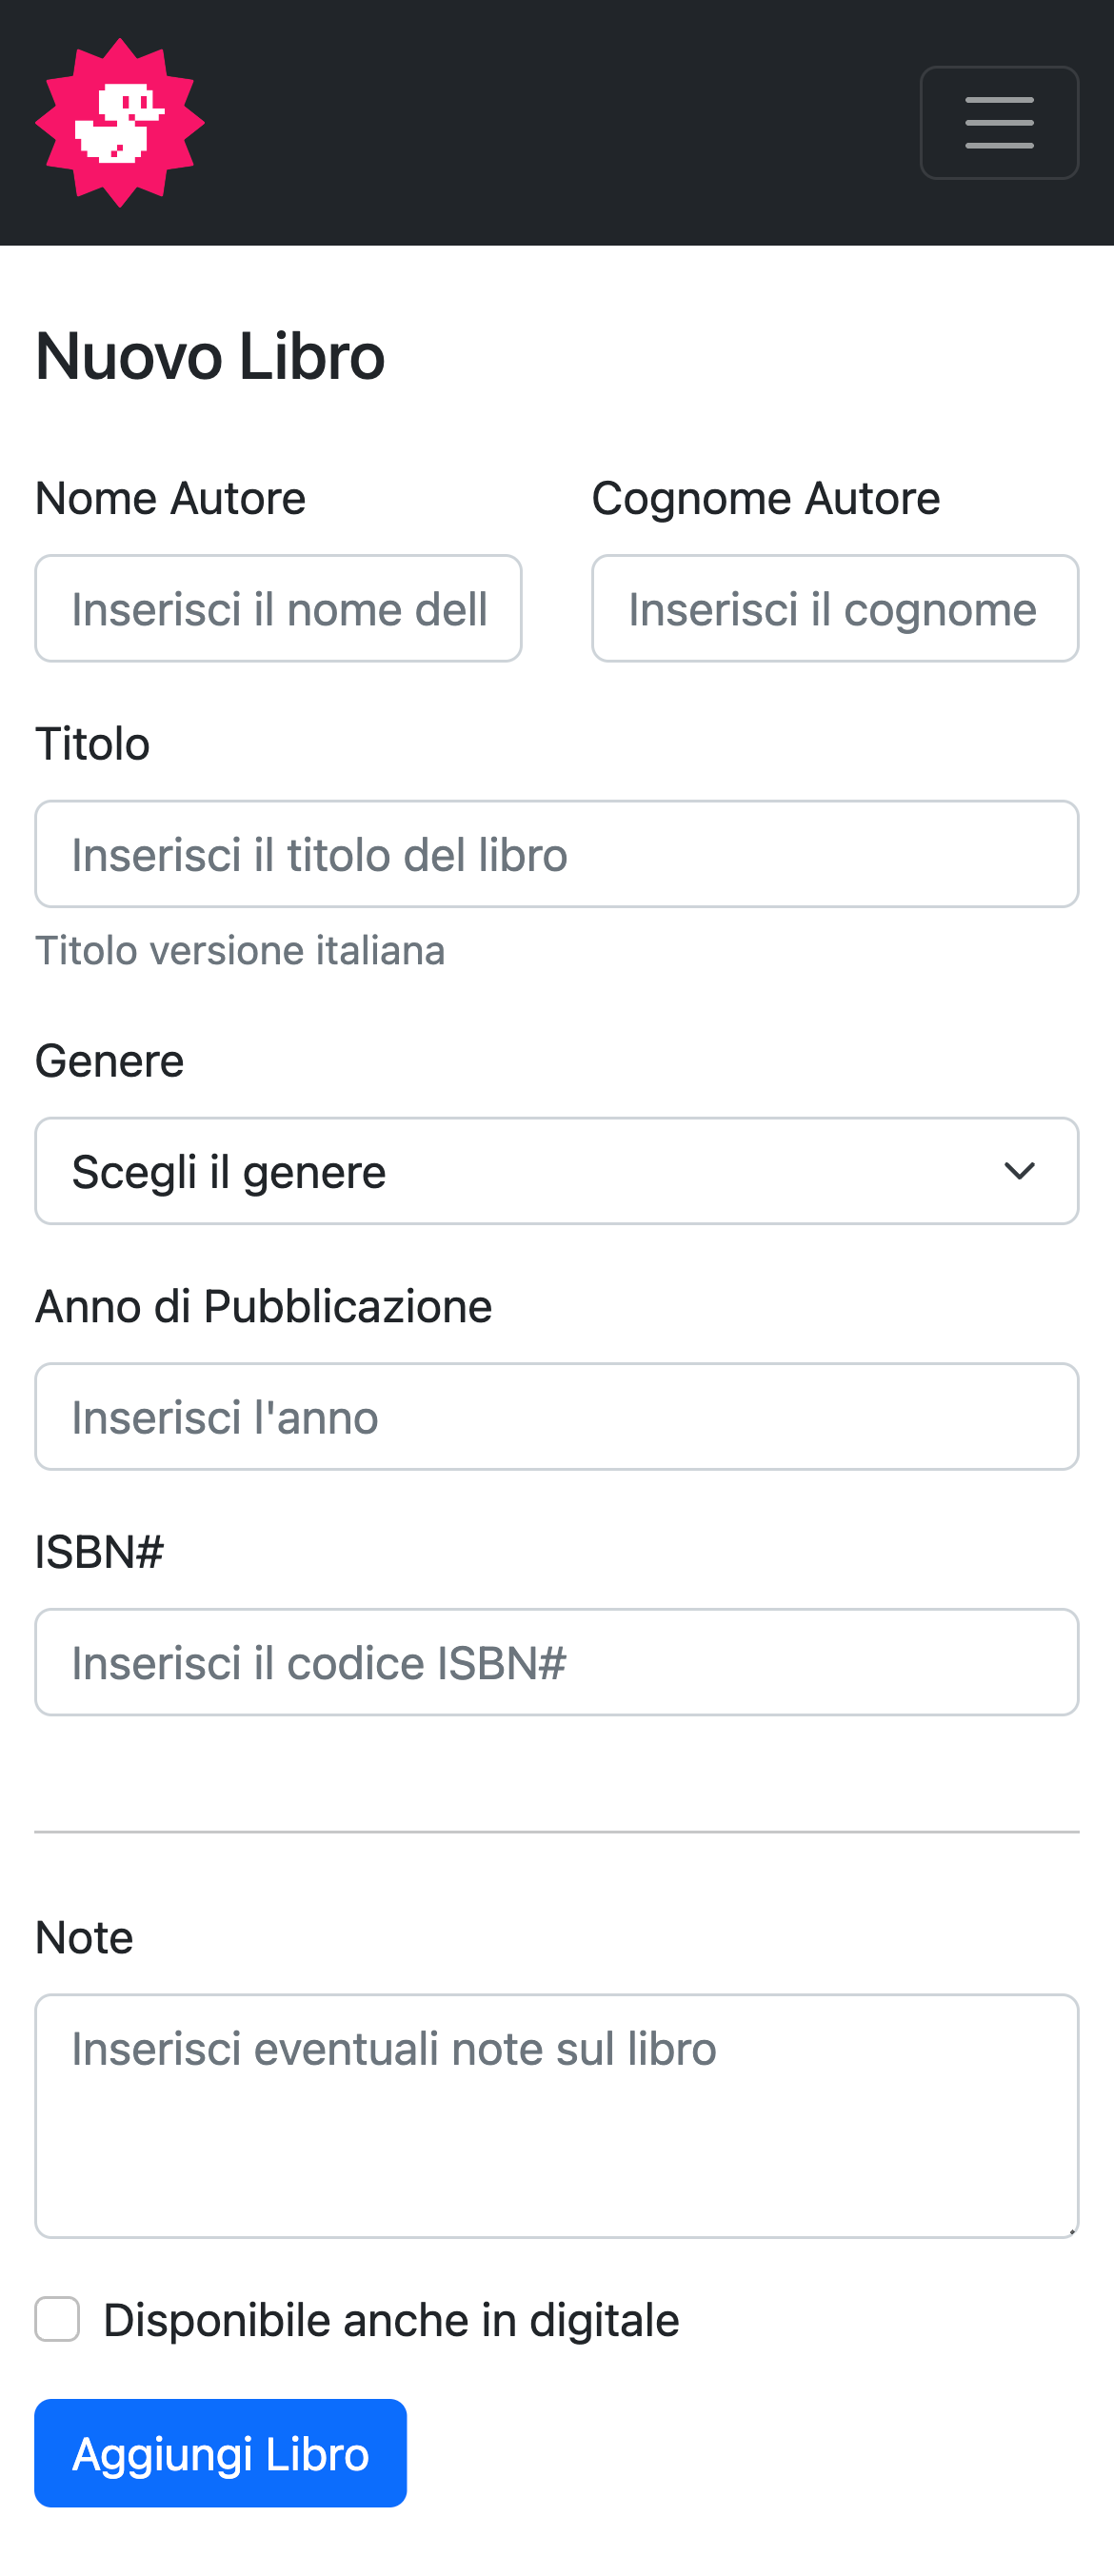 Nuovo Libro
Nome Autore
Cognome Autore
Inserisci il nome dell
Inserisci il cognome
Titolo
Inserisci il titolo del libro
Titolo versione italiana
Genere
Scegli il genere
Anno di Pubblicazione
Inserisci l'anno
ISBN#
Inserisci il codice ISBN#
Note
Inserisci eventuali note sul libro
Disponibile anche in digitale
Aggiungi Libro